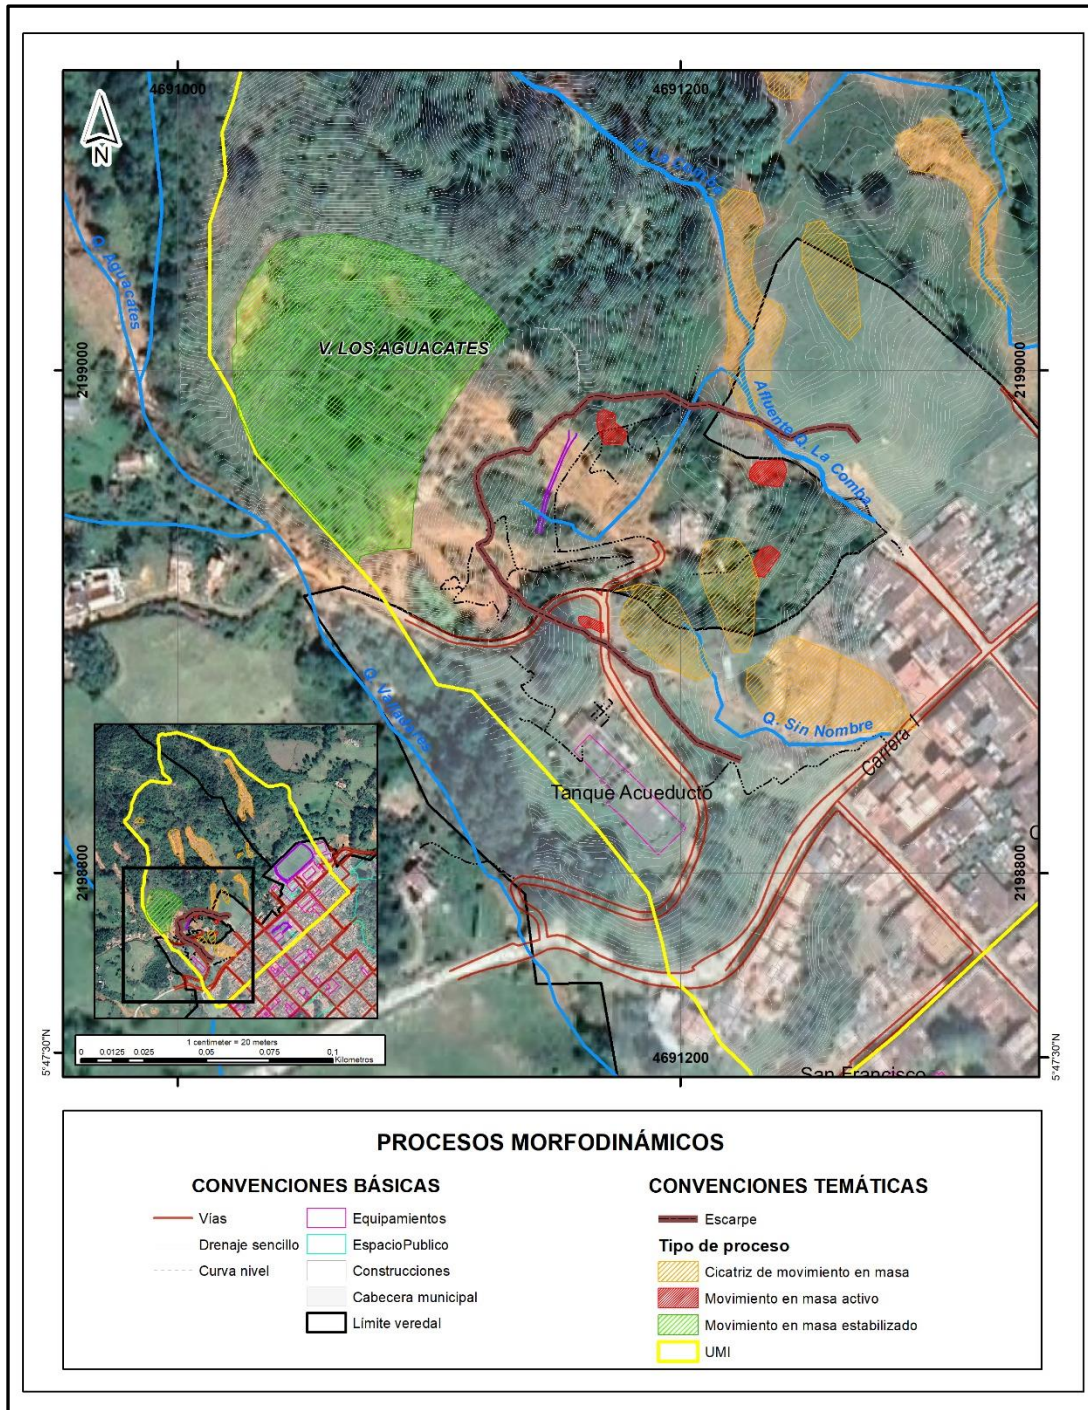 4691000
4691200
N
Q. La Comba
Q. Aguacates
V. LOS AGUACATES
2199000
2199000
Afluente Q. La Comba
Q. Sin Nombre
Carrera 1
Tanque Acueducto
2198800
2198800
1 centimeter = 20 meters
0 0.0125 0.025 0.05 0.075 0,1
Kilometros
4691200
San Francisco
5°47'30"N
5°47'30"N
PROCESOS MORFODINÁMICOS
CONVENCIONES BÁSICAS
Vías
Drenaje sencillo
Curva nivel
Equipamientos
EspacioPublico
Construcciones
Cabecera municipal
Límite veredal
CONVENCIONES TEMÁTICAS
Escarpe
Tipo de proceso
Cicatriz de movimiento en masa
Movimiento en masa activo
Movimiento en masa estabilizado
UMI